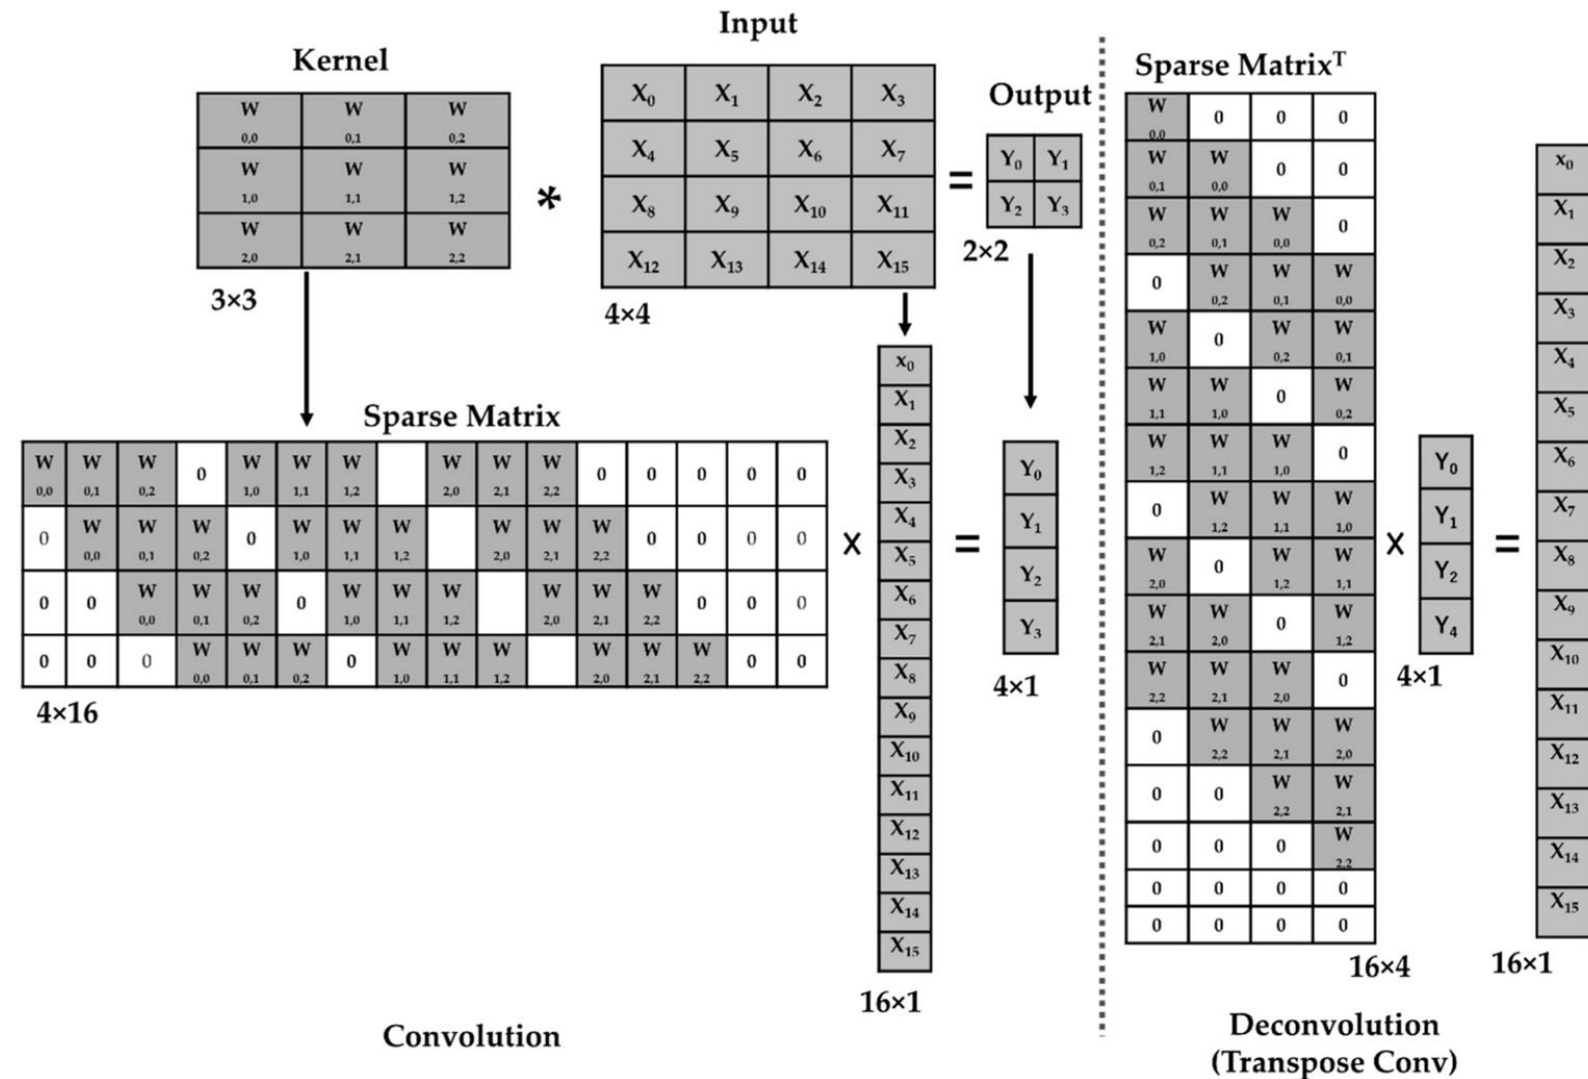 Kernel
W W W
0,0 0,1 0,2
W W W
1,0 1,1 1,2
W W W
2,0 2,1 2,2
3×3
*
Input
X₀ X₁ X₂ X₃
X₄ X₅ X₆ X₇
X₈ X₉ X₁₀ X₁₁
X₁₂ X₁₃ X₁₄ X₁₅
4×4
=
Output
Y₀ Y₁
Y₂ Y₃
2×2
Sparse Matrix
W W W 0 W W W W W W 0 0 0 0 0
0,0 0,1 0,2 1,0 1,1 1,2 2,0 2,1 2,2
0 W W W 0 W W W W W W 0 0 0 0
0,0 0,1 0,2 1,0 1,1 1,2 2,0 2,1 2,2
0 0 W W W 0 W W W W W W 0 0 0
0,0 0,1 0,2 1,0 1,1 1,2 2,0 2,1 2,2
0 0 0 W W W 0 W W W W W W 0 0
0,0 0,1 0,2 1,0 1,1 1,2 2,0 2,1 2,2
4×16
×
x₀
X₁
X₂
X₃
X₄
X₅
X₆
X₇
X₈
X₉
X₁₀
X₁₁
X₁₂
X₁₃
X₁₄
X₁₅
16×1
=
Y₀
Y₁
Y₂
Y₃
4×1
Convolution
Sparse Matrixᵀ
W 0 0 0
0,0
W W 0 0
0,1 0,0
W W W 0
0,2 0,1 0,0
0 W W W
0,2 0,1 0,0
W 0 W W
1,0 0,2 0,1
W W 0 W
1,1 1,0 0,2
W W W 0
1,2 1,1 1,0
0 W W W
1,2 1,1 1,0
W 0 W W
2,0 1,2 1,1
W W 0 W
2,1 2,0 1,2
W W W 0
2,2 2,1 2,0
0 W W W
2,2 2,1 2,0
0 0 W W
2,2 2,1
0 0 0 W
2,2
0 0 0 0
0 0 0 0
16×4
×
Y₀
Y₁
Y₂
Y₄
4×1
=
x₀
X₁
X₂
X₃
X₄
X₅
X₆
X₇
X₈
X₉
X₁₀
X₁₁
X₁₂
X₁₃
X₁₄
X₁₅
16×1
Deconvolution
(Transpose Conv)